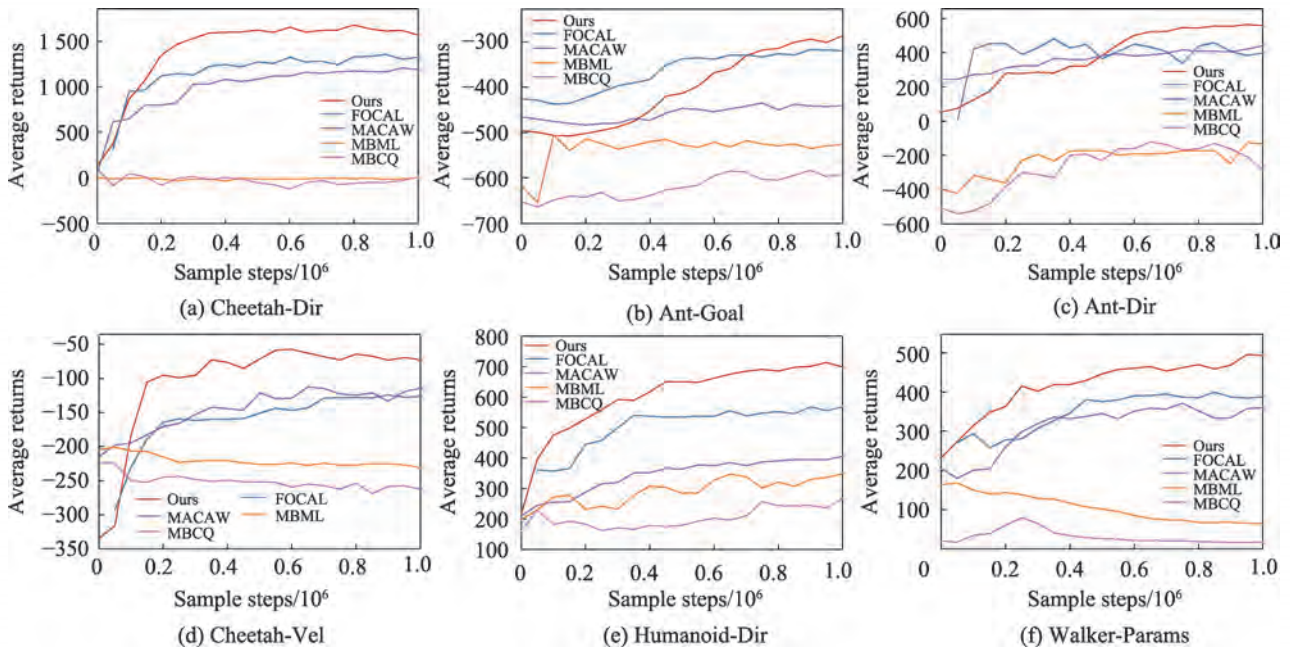 Average returns
1 500
1 000
500
0
−500
Ours
FOCAL
MACAW
MBML
MBCQ
0 0.2 0.4 0.6 0.8 1.0
Sample steps/10⁶
(a) Cheetah-Dir
Average returns
−300
−400
−500
−600
−700
Ours
FOCAL
MACAW
MBML
MBCQ
0 0.2 0.4 0.6 0.8 1.0
Sample steps/10⁶
(b) Ant-Goal
Average returns
600
400
200
0
−200
−400
−600
Ours
FOCAL
MACAW
MBML
MBCQ
0 0.2 0.4 0.6 0.8 1.0
Sample steps/10⁶
(c) Ant-Dir
Average returns
−50
−100
−150
−200
−250
−300
−350
Ours FOCAL
MACAW MBML
MBCQ
0 0.2 0.4 0.6 0.8 1.0
Sample steps/10⁶
(d) Cheetah-Vel
Average returns
800
700
600
500
400
300
200
100
Ours
FOCAL
MACAW
MBML
MBCQ
0 0.2 0.4 0.6 0.8 1.0
Sample steps/10⁶
(e) Humanoid-Dir
Average returns
500
400
300
200
100
Ours
FOCAL
MACAW
MBML
MBCQ
0 0.2 0.4 0.6 0.8 1.0
Sample steps/10⁶
(f) Walker-Params